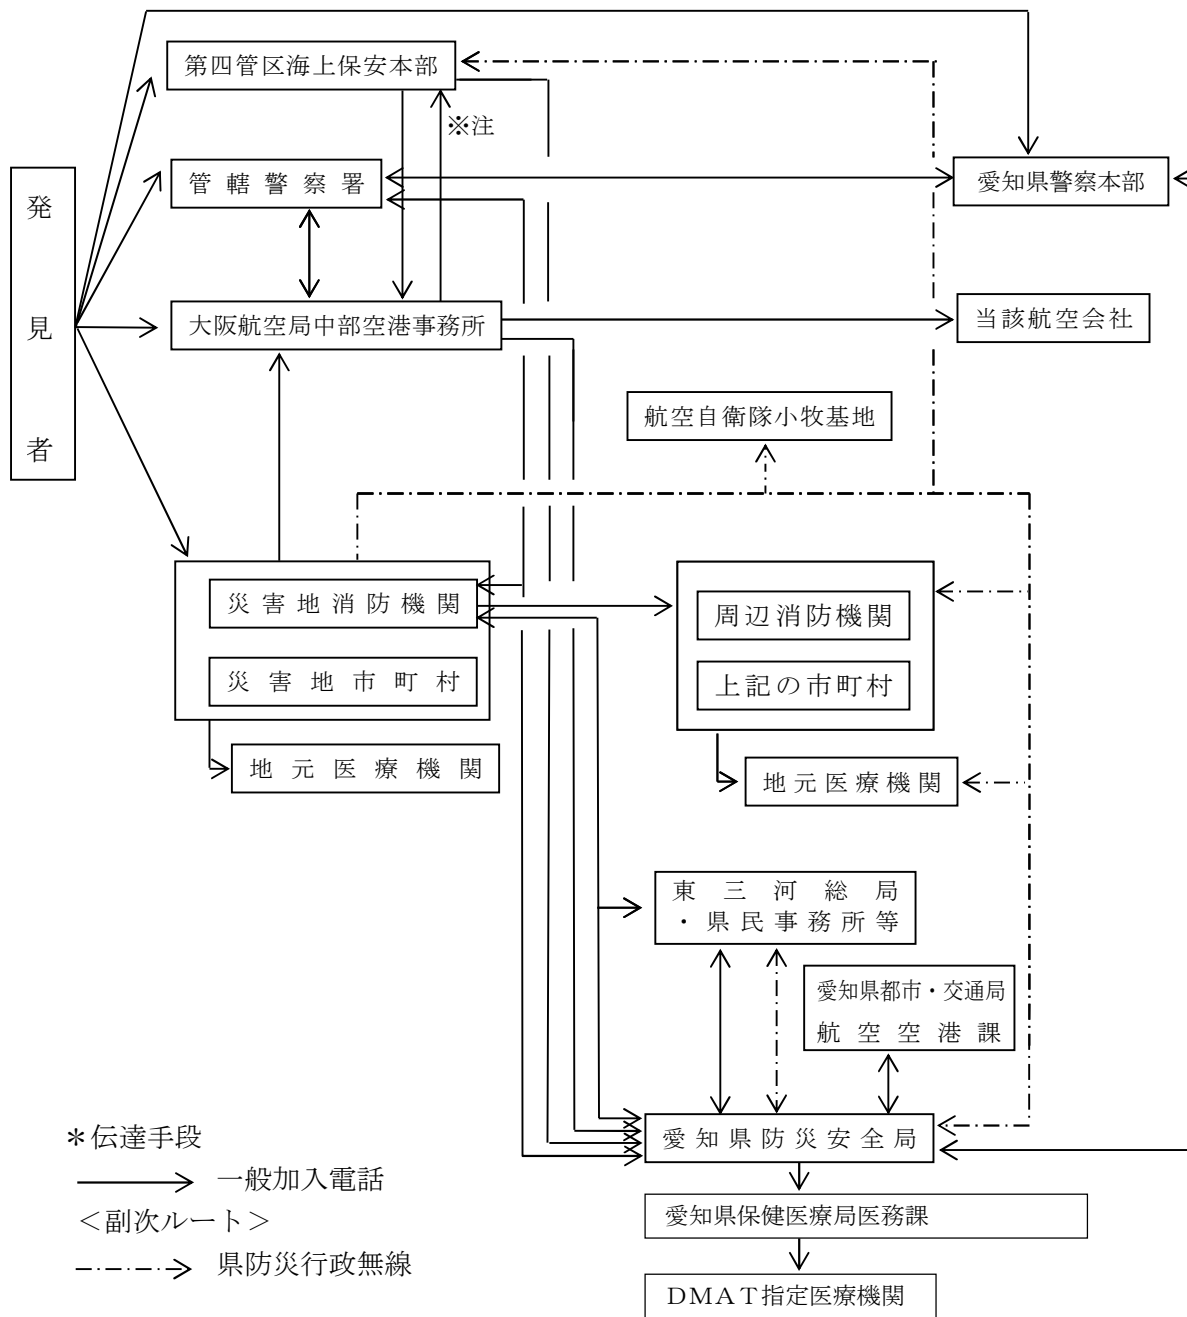 第四管区海上保安本部
※注
管轄警察署
愛知県警察本部
発見者
大阪航空局中部空港事務所
当該航空会社
航空自衛隊小牧基地
災害地消防機関
周辺消防機関
災害地市町村
上記の市町村
地元医療機関
地元医療機関
東三河総局
・県民事務所等
愛知県都市・交通局
航空空港課
愛知県防災安全局
＊伝達手段
一般加入電話
＜副次ルート＞
県防災行政無線
愛知県保健医療局医務課
ＤＭＡＴ指定医療機関